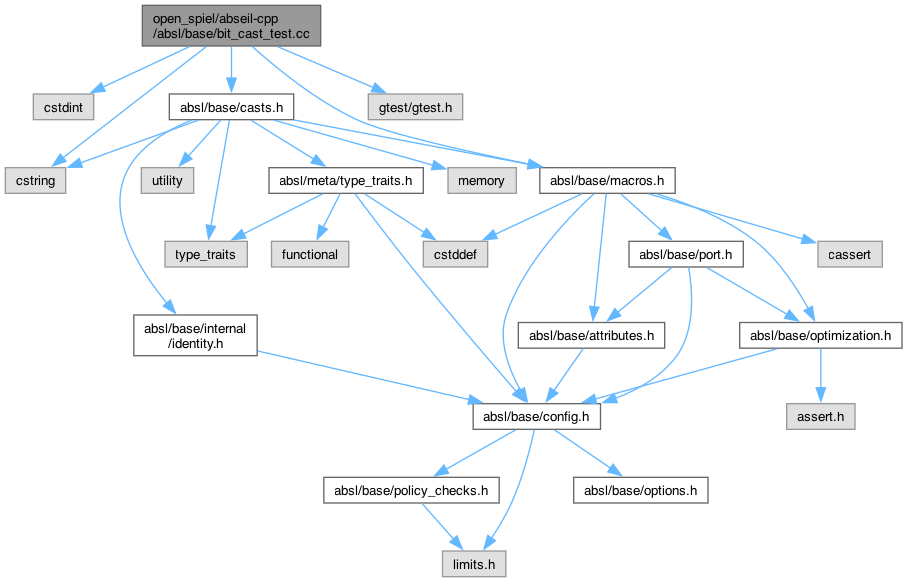 open_spiel/abseil-cpp
/absl/base/bit_cast_test.cc
cstdint
absl/base/casts.h
gtest/gtest.h
cstring
utility
absl/meta/type_traits.h
memory
absl/base/macros.h
type_traits
functional
cstddef
absl/base/port.h
cassert
absl/base/internal
/identity.h
absl/base/attributes.h
absl/base/optimization.h
absl/base/config.h
assert.h
absl/base/policy_checks.h
absl/base/options.h
limits.h